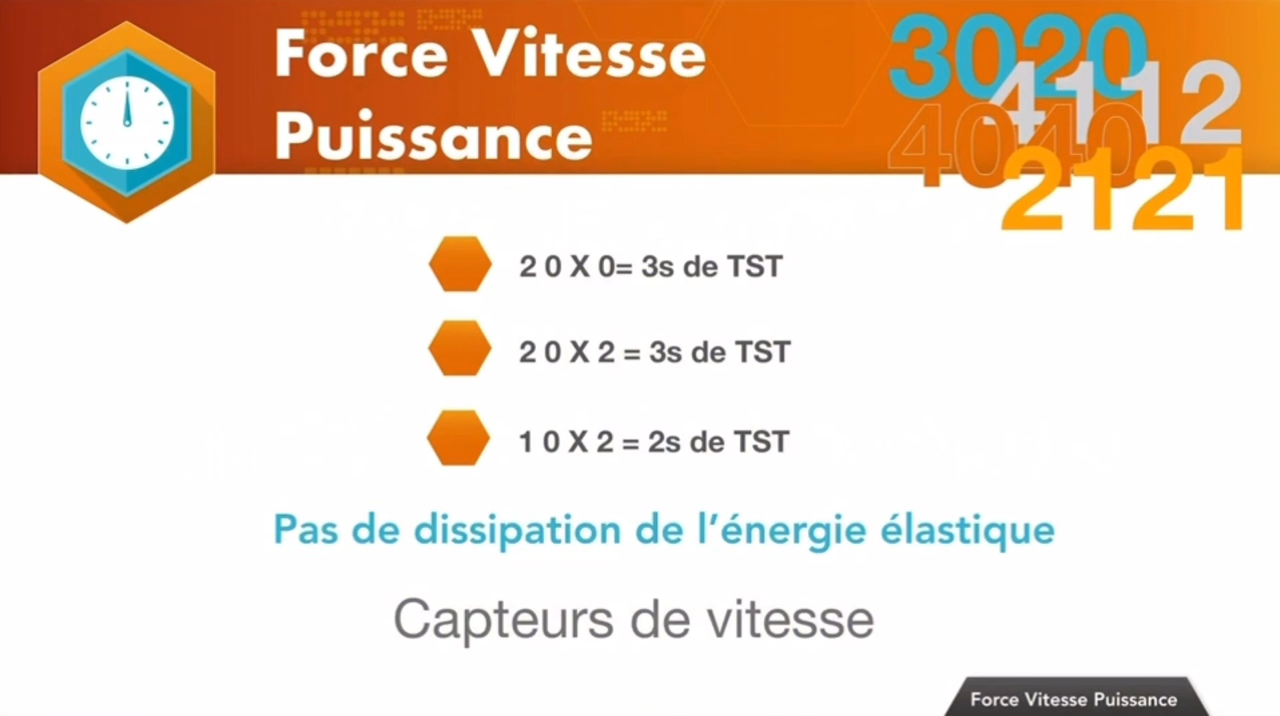 Force Vitesse
Puissance
3020
4112
4040
2121
2 0 X 0= 3s de TST
2 0 X 2 = 3s de TST
1 0 X 2 = 2s de TST
Pas de dissipation de l’énergie élastique
Capteurs de vitesse
Force Vitesse Puissance